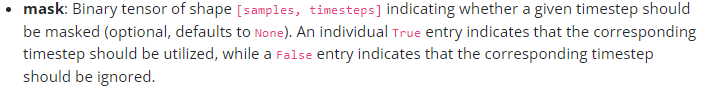 • mask: Binary tensor of shape [samples, timesteps] indicating whether a given timestep should
be masked (optional, defaults to None). An individual True entry indicates that the corresponding
timestep should be utilized, while a False entry indicates that the corresponding timestep
should be ignored.